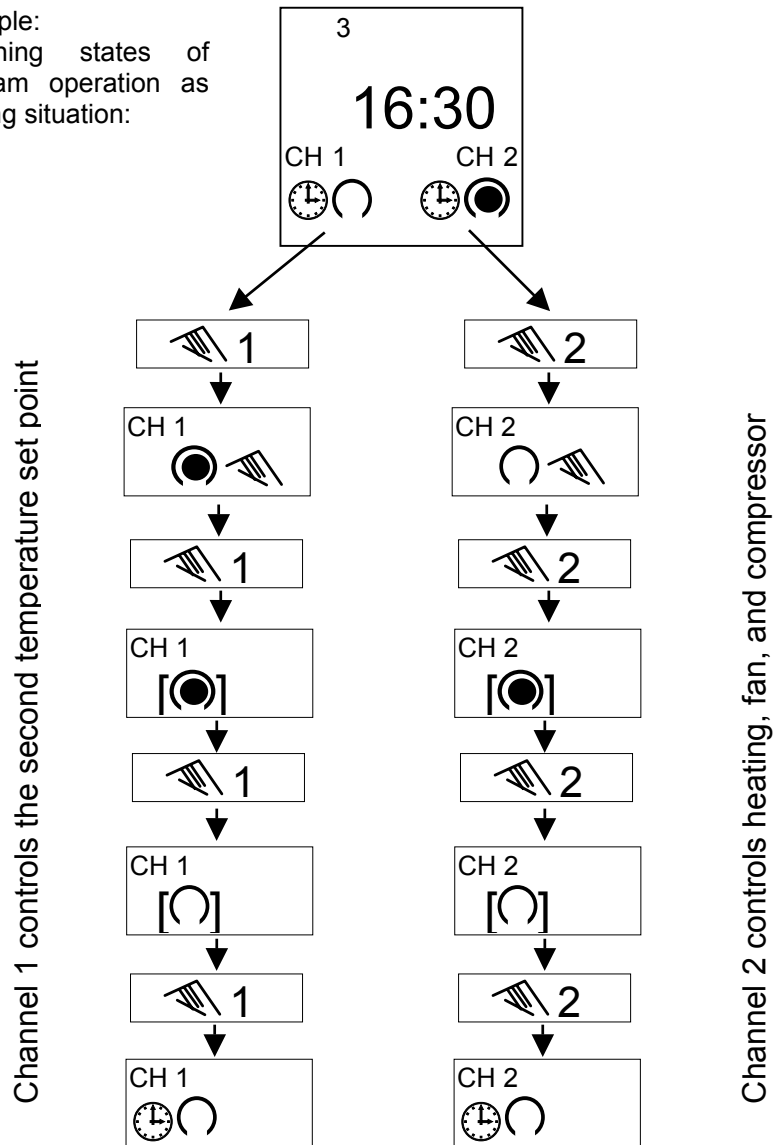 ple:
ning states of
am operation as
ng situation:
3
16:30
CH 1 CH 2
1 2
CH 1 CH 2
1 2
CH 1 CH 2
[ ] [ ]
1 2
CH 1 CH 2
[ ] [ ]
1 2
CH 1 CH 2
Channel 1 controls the second temperature set point
Channel 2 controls heating, fan, and compressor